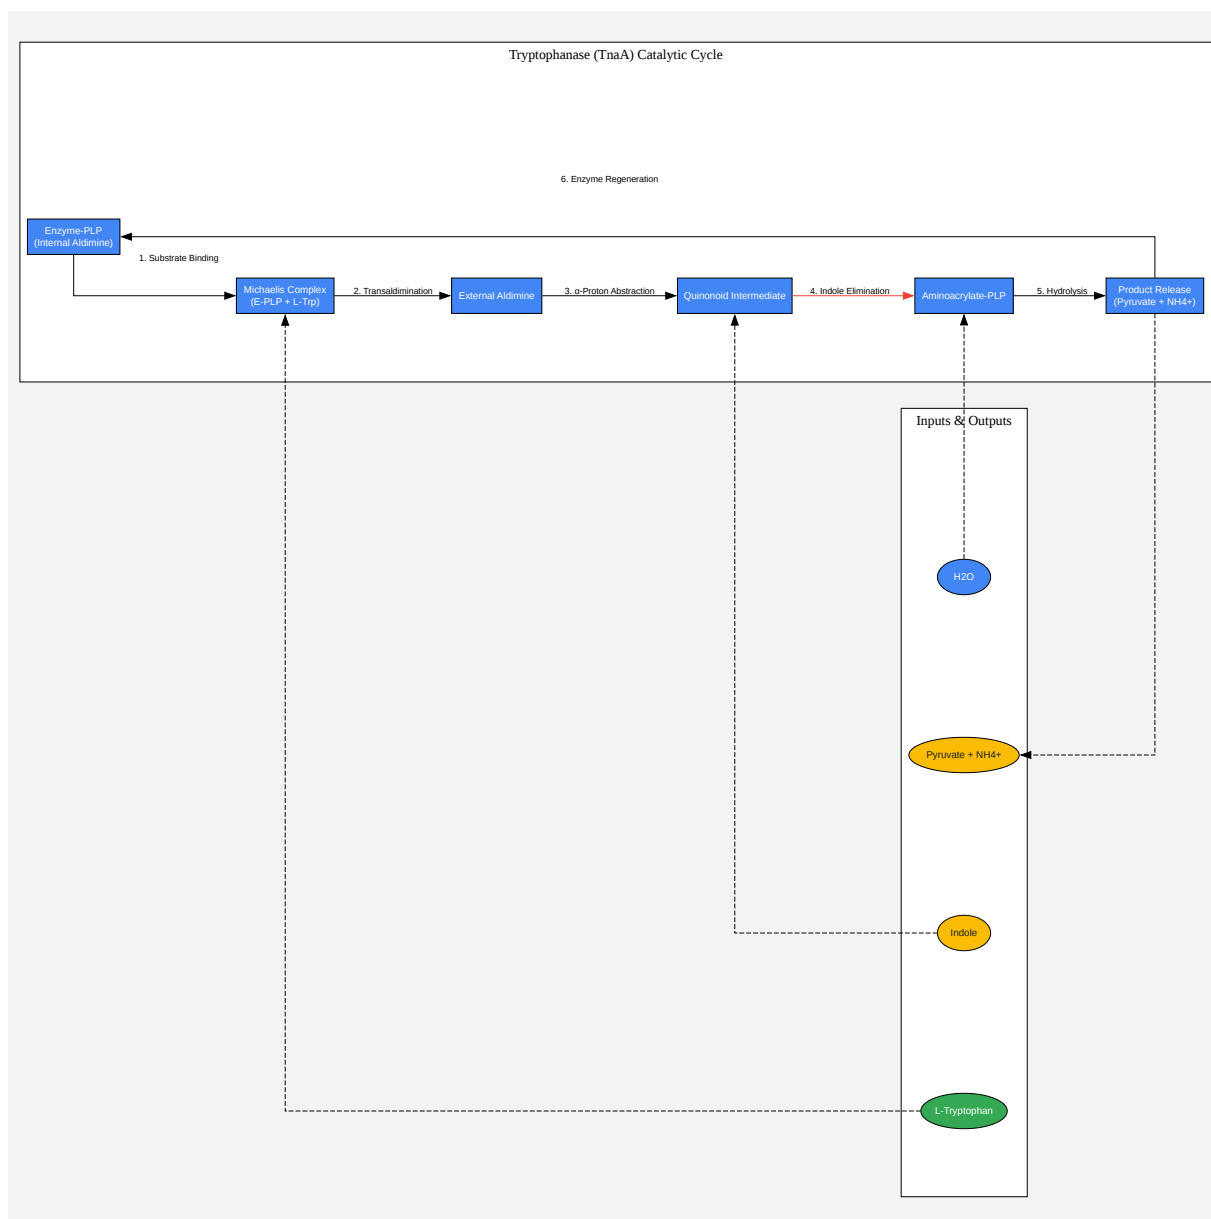 Tryptophanase (TnaA) Catalytic Cycle
6. Enzyme Regeneration
Enzyme-PLP
(Internal Aldimine)
1. Substrate Binding
Michaelis Complex
(E-PLP + L-Trp)
2. Transaldimination
External Aldimine
3. α-Proton Abstraction
Quinonoid Intermediate
4. Indole Elimination
Aminoacrylate-PLP
5. Hydrolysis
Product Release
(Pyruvate + NH4+)
Inputs & Outputs
H2O
Pyruvate + NH4+
Indole
L-Tryptophan